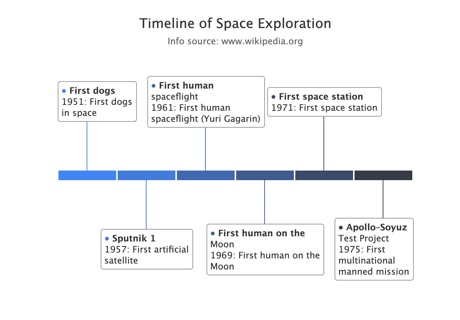 Timeline of Space Exploration
Info source: www.wikipedia.org
First dogs
1951: First dogs
in space
First human
spaceflight
1961: First human
spaceflight (Yuri Gagarin)
First space station
1971: First space station
Sputnik 1
1957: First artificial
satellite
First human on the
Moon
1969: First human on the
Moon
Apollo-Soyuz
Test Project
1975: First
multinational
manned mission